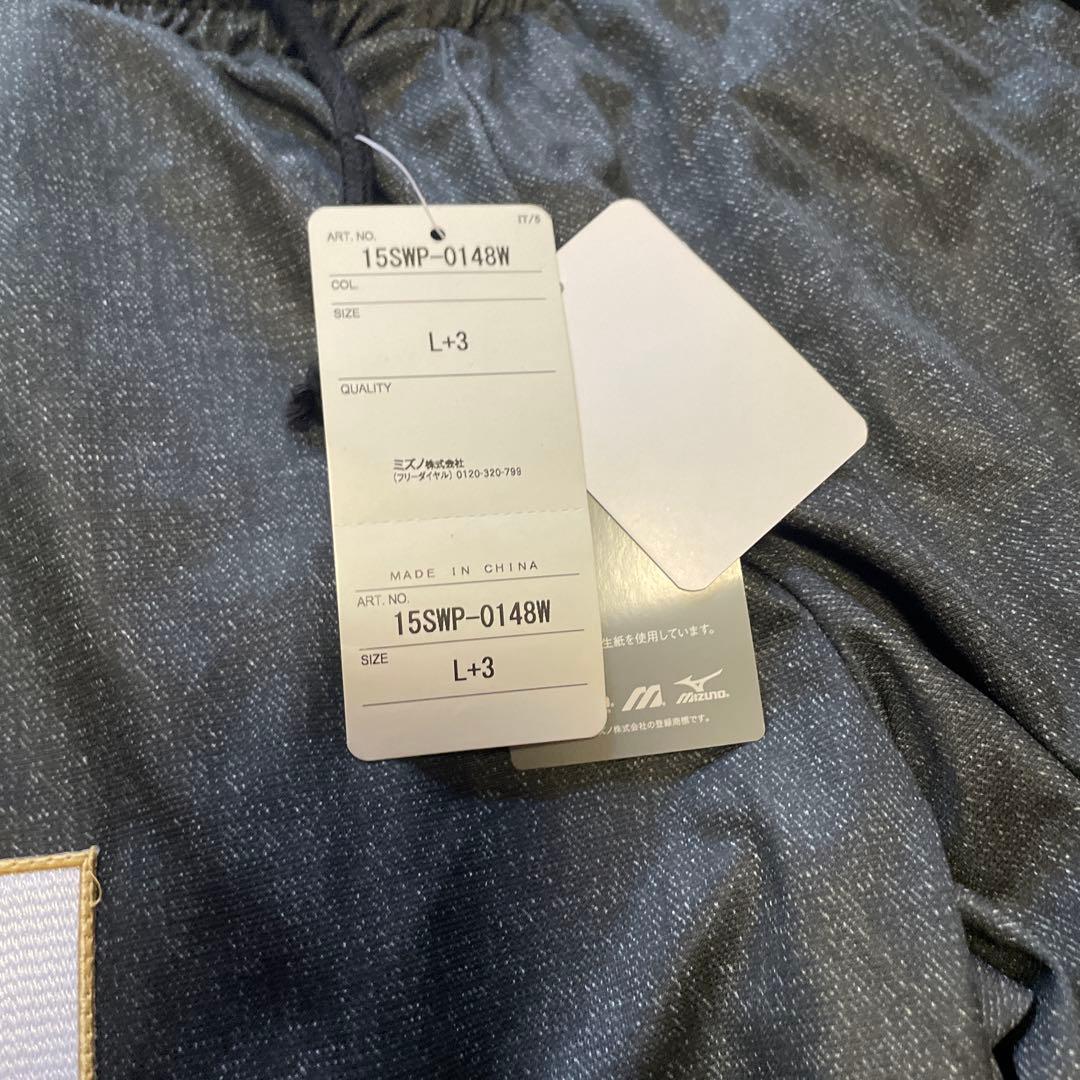 IT/5
ART. NO.
15SWP-0148W
COL.
SIZE
L+3
QUALITY
ミズノ株式会社
(フリーダイヤル) 0120-320-799
MADE IN CHINA
ART. NO.
15SWP-0148W
SIZE
L+3
生紙を使用しています。
MIZUNO
ズノ株式会社の登録商標です。